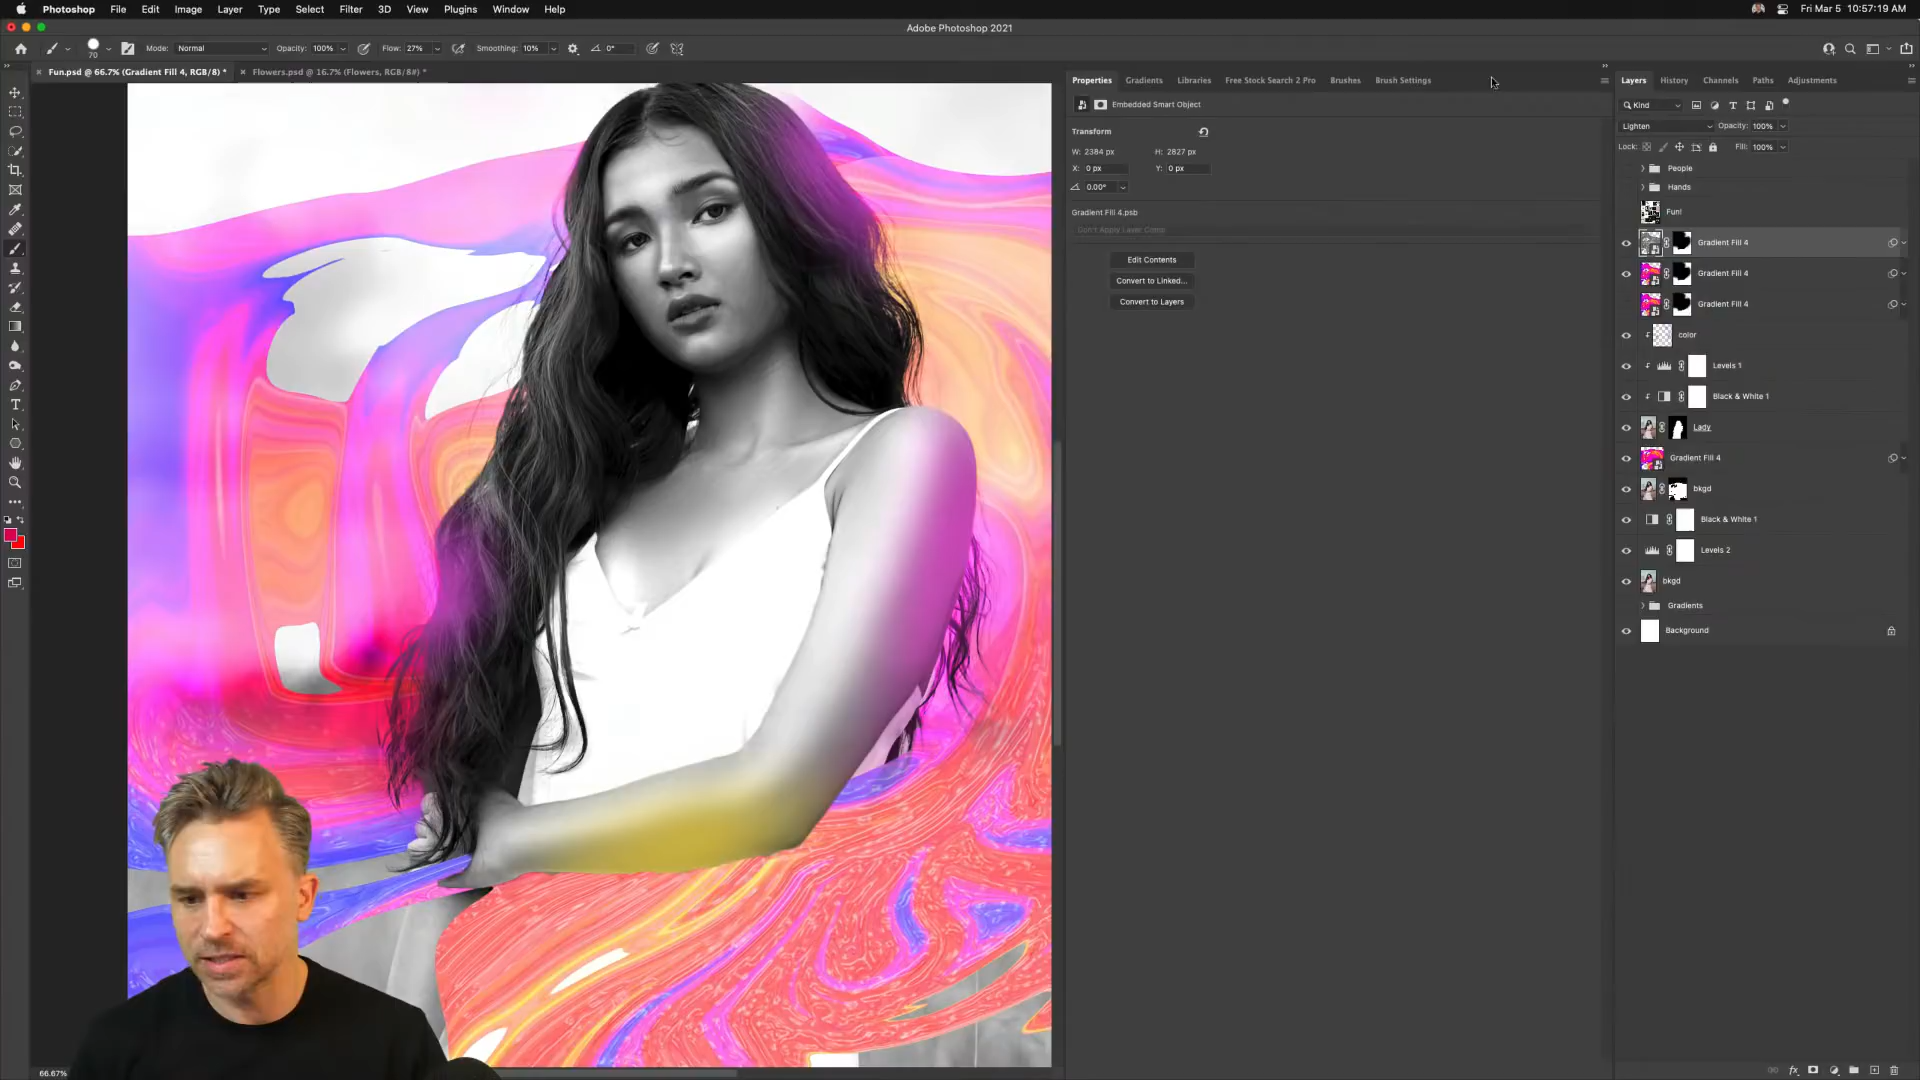 Photoshop File Edit Image Layer Type Select Filter 3D View Plugins Window Help
Fri Mar 5 10:57:19 AM
Adobe Photoshop 2021
70
Mode: Normal
Opacity: 100%
Flow: 27%
Smoothing: 10%
0°
Fun.psd @ 66.7% (Gradient Fill 4, RGB/8) *
Flowers.psd @ 16.7% (Flowers, RGB/8#) *
Properties Gradients Libraries Free Stock Search 2 Pro Brushes Brush Settings
Embedded Smart Object
Transform
W: 2384 px H: 2827 px
X: 0 px Y: 0 px
0.00°
Gradient Fill 4.psb
Don't Apply Layer Comp
Edit Contents
Convert to Linked...
Convert to Layers
Layers History Channels Paths Adjustments
Kind
Lighten Opacity: 100%
Lock: Fill: 100%
People
Hands
Fun!
Gradient Fill 4
Gradient Fill 4
Gradient Fill 4
color
Levels 1
Black & White 1
Lady
Gradient Fill 4
bkgd
Black & White 1
Levels 2
bkgd
Gradients
Background
fx
66.67%